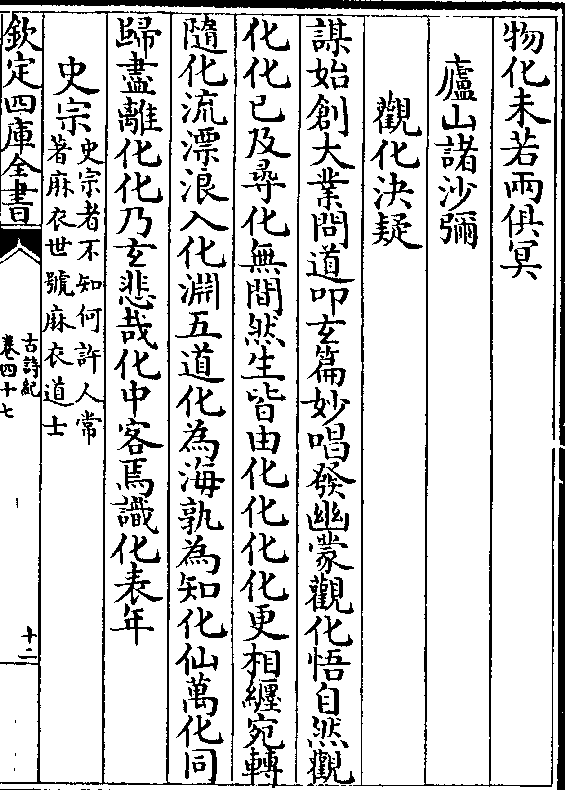 物化未若兩俱冥
廬山諸沙彌
觀化決疑
謀始創大業問道叩玄篇妙唱發幽蒙觀化悟自然觀
化化已及尋化無間然生皆由化化化化更相纏宛轉
隨化流漂浪入化淵五道化為海孰為知化仙萬化同
歸盡離化化乃玄悲哉化中客焉識化表年
史宗
史宗者不知何許人常
著麻衣世號麻衣道士
欽定四庫全書
古詩紀
卷四十七
十二